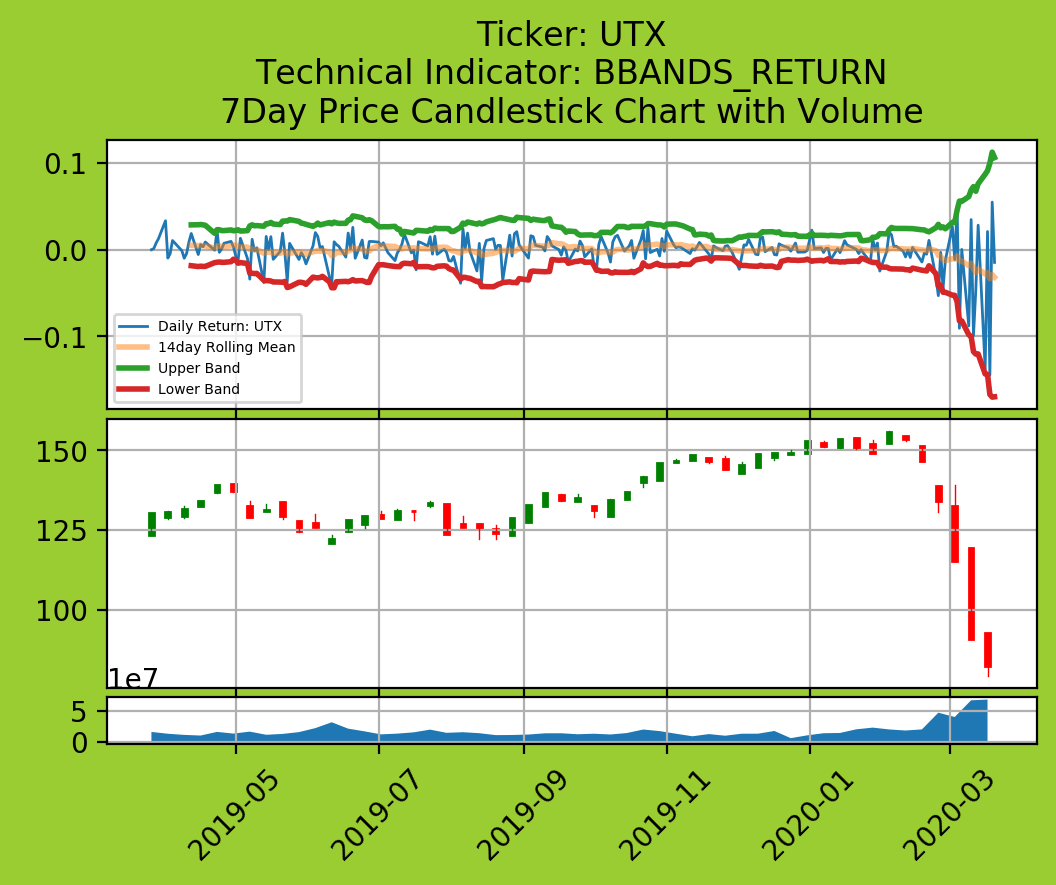 Ticker: UTX
Technical Indicator: BBANDS_RETURN
7Day Price Candlestick Chart with Volume
0.1
0.0
−0.1
Daily Return: UTX
14day Rolling Mean
Upper Band
Lower Band
150
125
100
1e7
5
0
2019-05
2019-07
2019-09
2019-11
2020-01
2020-03